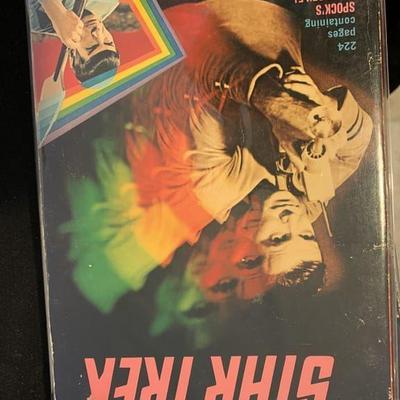 STAR TREK
224
pages
containing
SPOCK'S